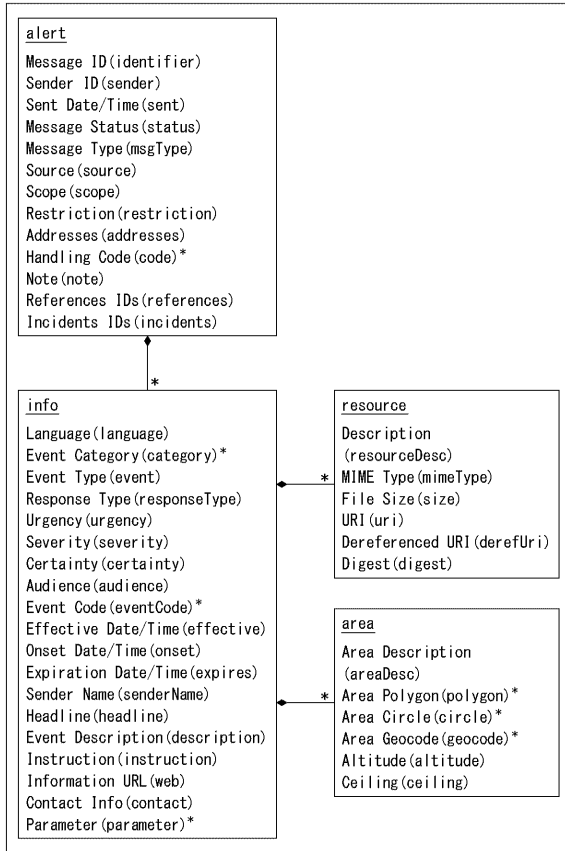 alert
Message ID(identifier)
Sender ID(sender)
Sent Date/Time(sent)
Message Status(status)
Message Type(msgType)
Source(source)
Scope(scope)
Restriction(restriction)
Addresses(addresses)
Handling Code(code)*
Note(note)
References IDs(references)
Incidents IDs(incidents)
*
info
Language(language)
Event Category(category)*
Event Type(event)
Response Type(responseType)
Urgency(urgency)
Severity(severity)
Certainty(certainty)
Audience(audience)
Event Code(eventCode)*
Effective Date/Time(effective)
Onset Date/Time(onset)
Expiration Date/Time(expires)
Sender Name(senderName)
Headline(headline)
Event Description(description)
Instruction(instruction)
Information URL(web)
Contact Info(contact)
Parameter(parameter)*
*
resource
Description
(resourceDesc)
MIME Type(mimeType)
File Size(size)
URI(uri)
Dereferenced URI(derefUri)
Digest(digest)
*
area
Area Description
(areaDesc)
Area Polygon(polygon)*
Area Circle(circle)*
Area Geocode(geocode)*
Altitude(altitude)
Ceiling(ceiling)